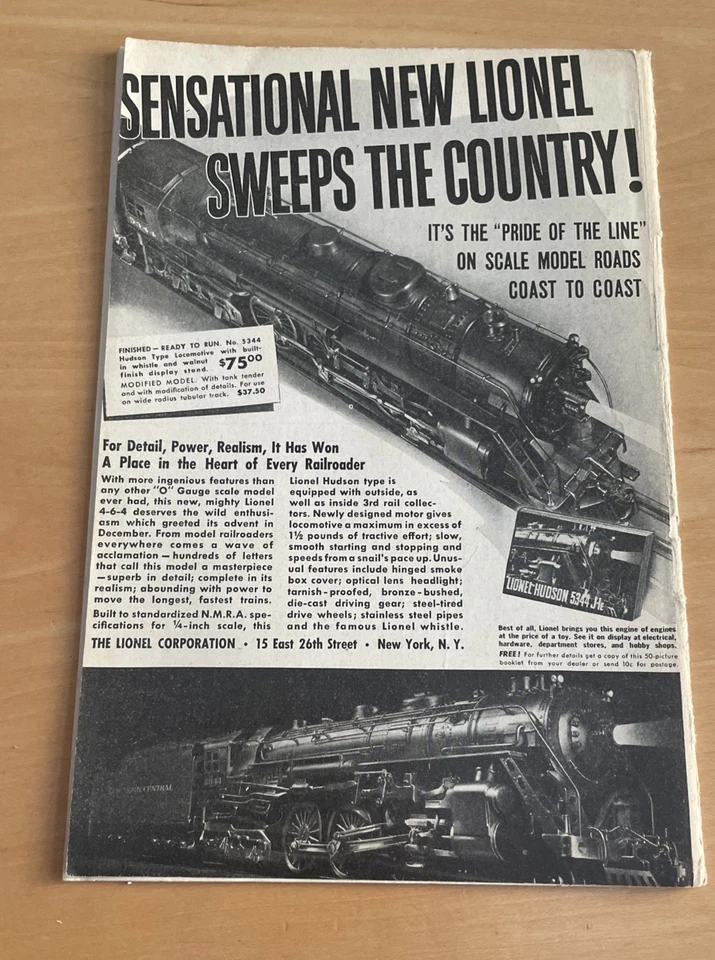 SENSATIONAL NEW LIONEL
SWEEPS THE COUNTRY!
IT'S THE "PRIDE OF THE LINE"
ON SCALE MODEL ROADS
COAST TO COAST
FINISHED—READY TO RUN. No. 5344
Hudson Type Locomotive with built-
in whistle and walnut
finish display stand. $75⁰⁰
MODIFIED MODEL. With tank tender
and with modification of details. For use
on wide radius tubular track. $37.50
For Detail, Power, Realism, It Has Won
A Place in the Heart of Every Railroader
With more ingenious features than
any other "O" Gauge scale model
ever had, this new, mighty Lionel
4-6-4 deserves the wild enthusi-
asm which greeted its advent in
December. From model railroaders
everywhere comes a wave of
acclamation—hundreds of letters
that call this model a masterpiece
—superb in detail; complete in its
realism; abounding with power to
move the longest, fastest trains.
Built to standardized N.M.R.A. spe-
cifications for ¼-inch scale, this
Lionel Hudson type is
equipped with outside, as
well as inside 3rd rail collec-
tors. Newly designed motor gives
locomotive a maximum in excess of
1½ pounds of tractive effort; slow,
smooth starting and stopping and
speeds from a snail's pace up. Unus-
ual features include hinged smoke
box cover; optical lens headlight;
tarnish-proofed, bronze-bushed,
die-cast driving gear; steel-tired
drive wheels; stainless steel pipes
and the famous Lionel whistle.
LIONEL-HUDSON 5344
Best of all, Lionel brings you this engine of engines
at the price of a toy. See it on display at electrical,
hardware, department stores, and hobby shops.
FREE! For further details get a copy of this 50-picture
booklet from your dealer or send 10c for postage.
THE LIONEL CORPORATION • 15 East 26th Street • New York, N. Y.
CENTRAL